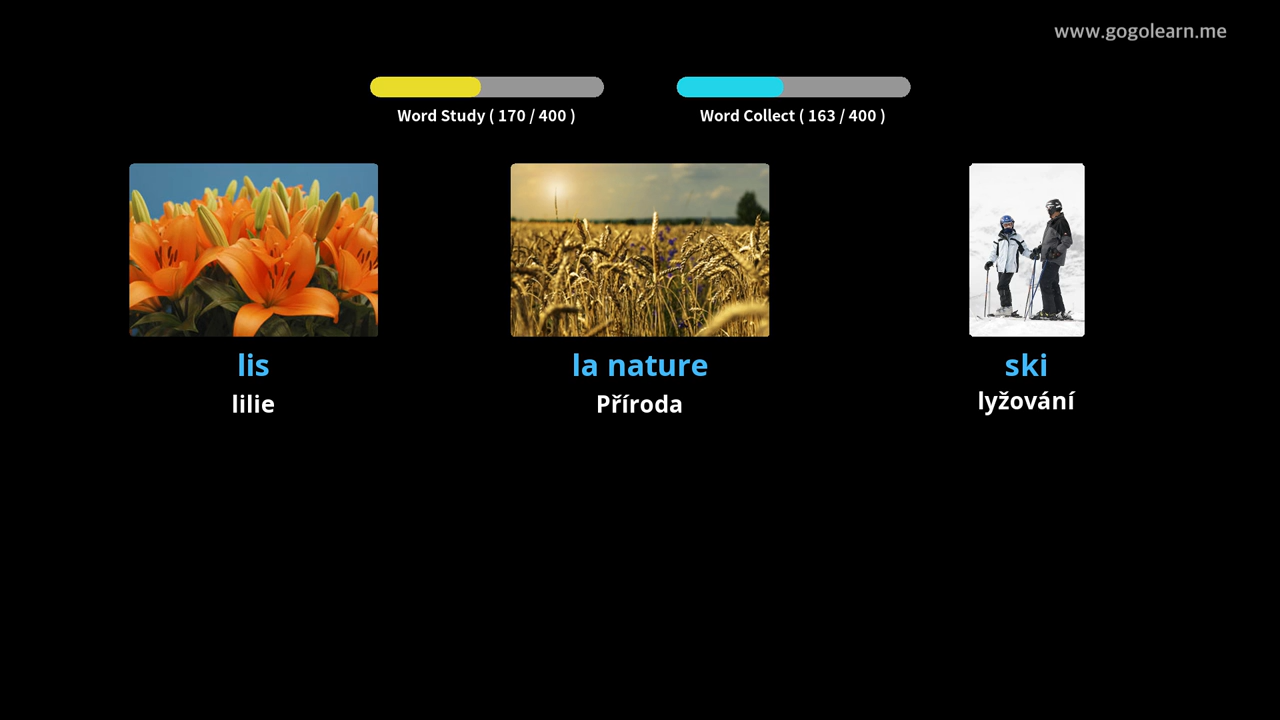 www.gogolearn.me
Word Study ( 170 / 400 )
Word Collect ( 163 / 400 )
lis
lilie
la nature
Příroda
ski
lyžování